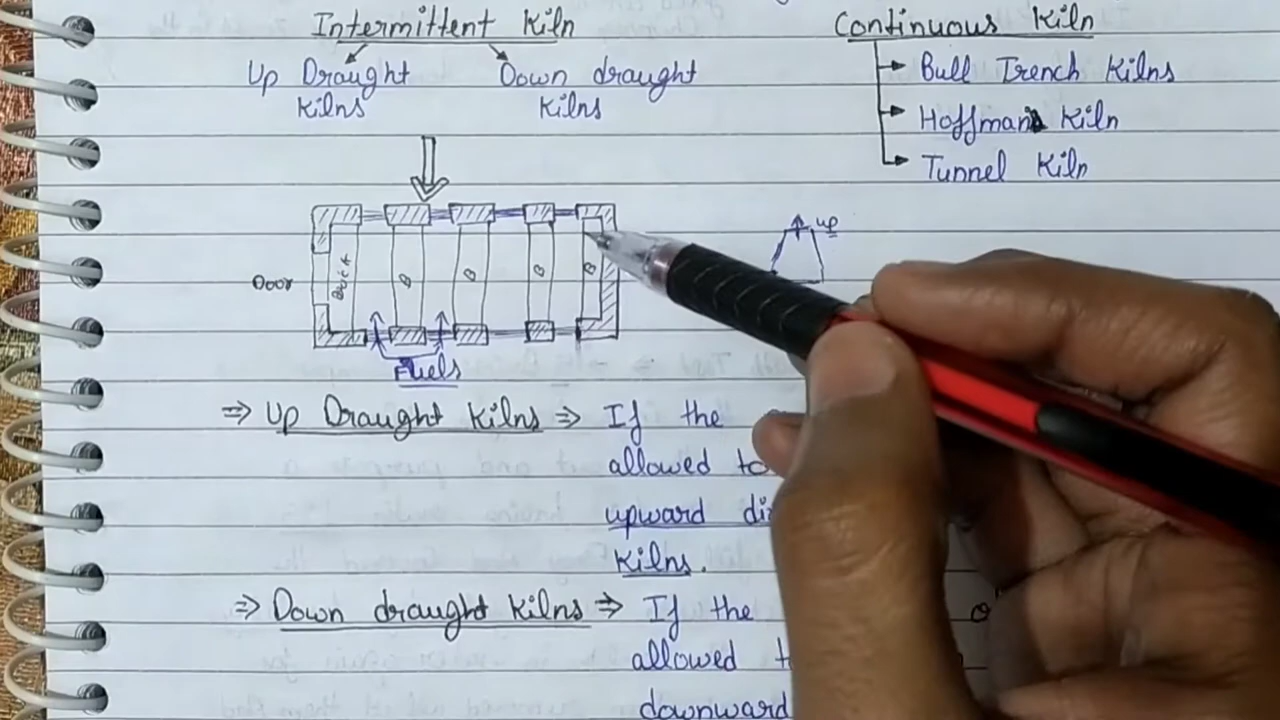 Intermittent Kiln
Continuous Kiln
Up Draught Kilns
Down draught Kilns
Bull Trench Kilns
Hoffman Kiln
Tunnel Kiln
up
Door
Brick
B
B
B
B
Fuels
⇒ Up Draught Kilns ⇒ If the
allowed to
upward
Kilns.
⇒ Down draught Kilns ⇒ If the
allowed
downward